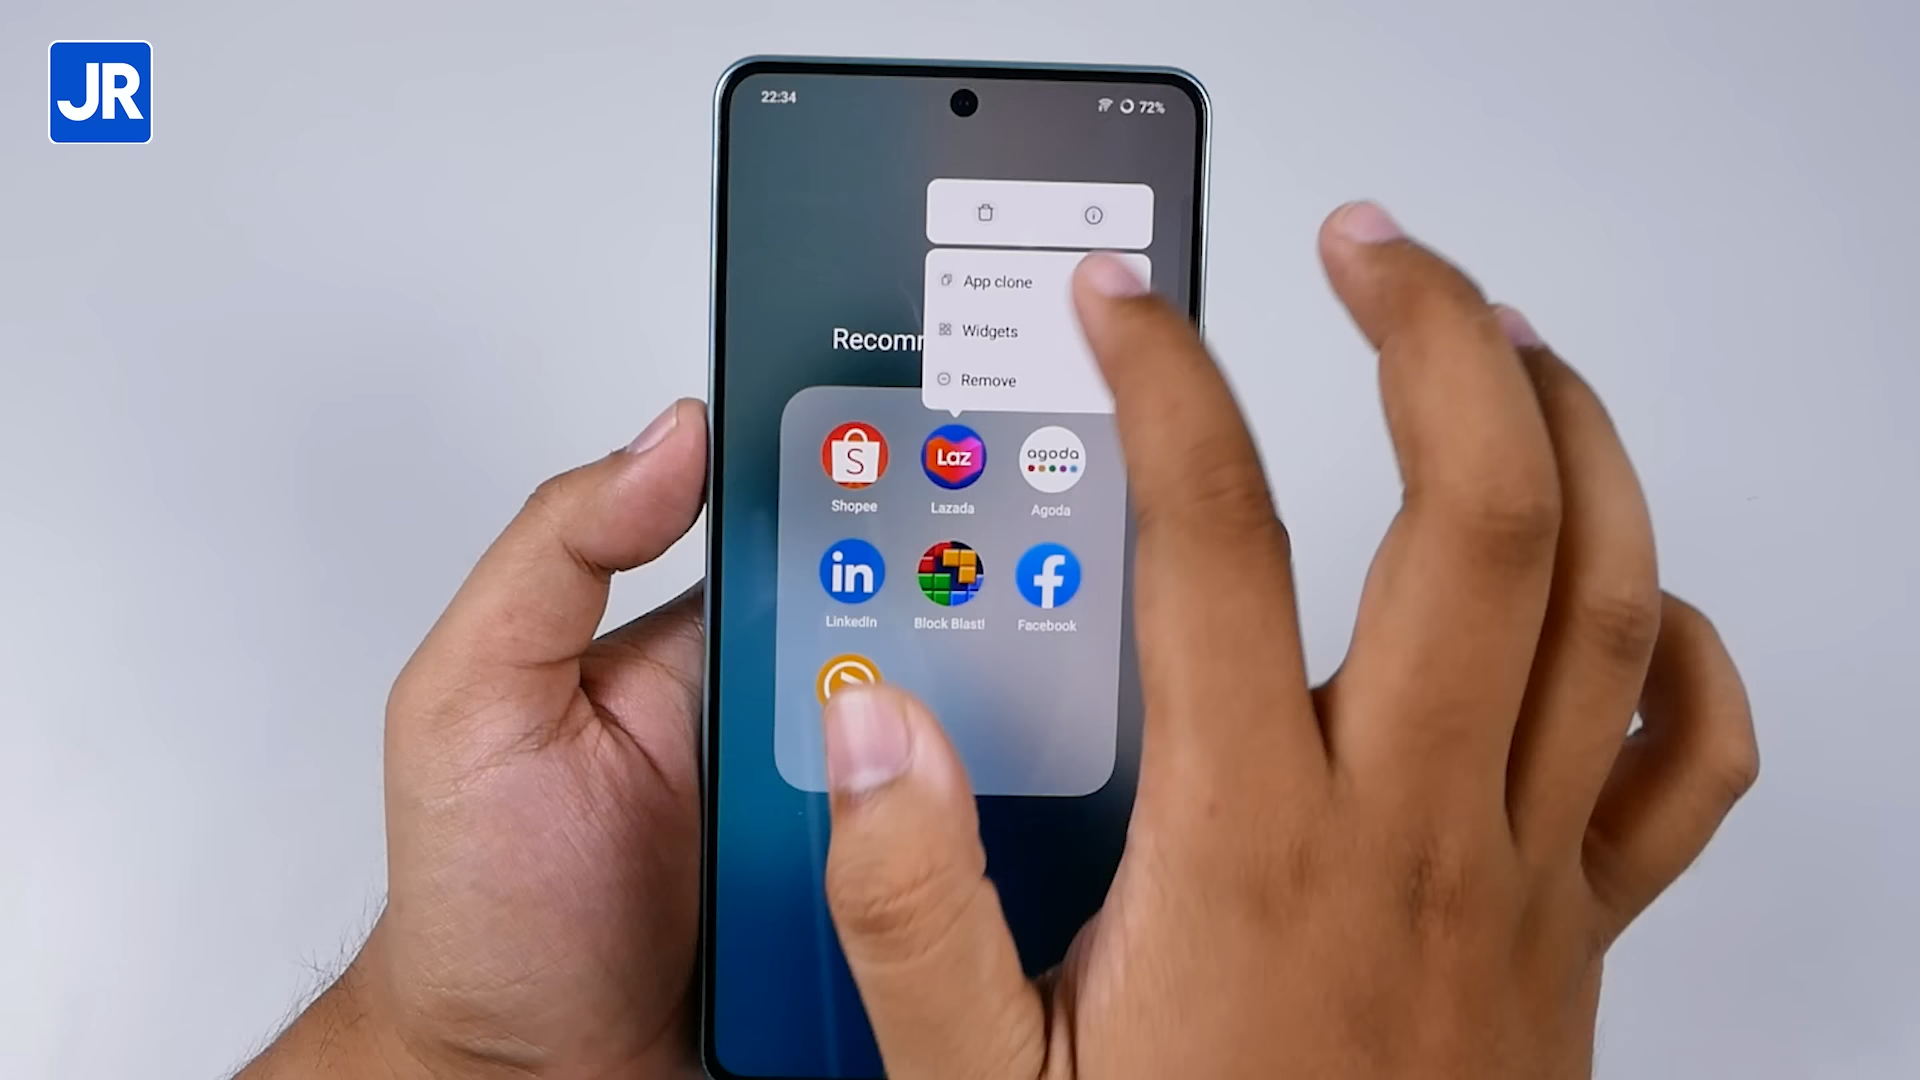 JR
22:34
72%
App clone
Widgets
Remove
Recomm
S
Laz
agoda
Shopee
Lazada
Agoda
in
f
LinkedIn
Block Blast!
Facebook